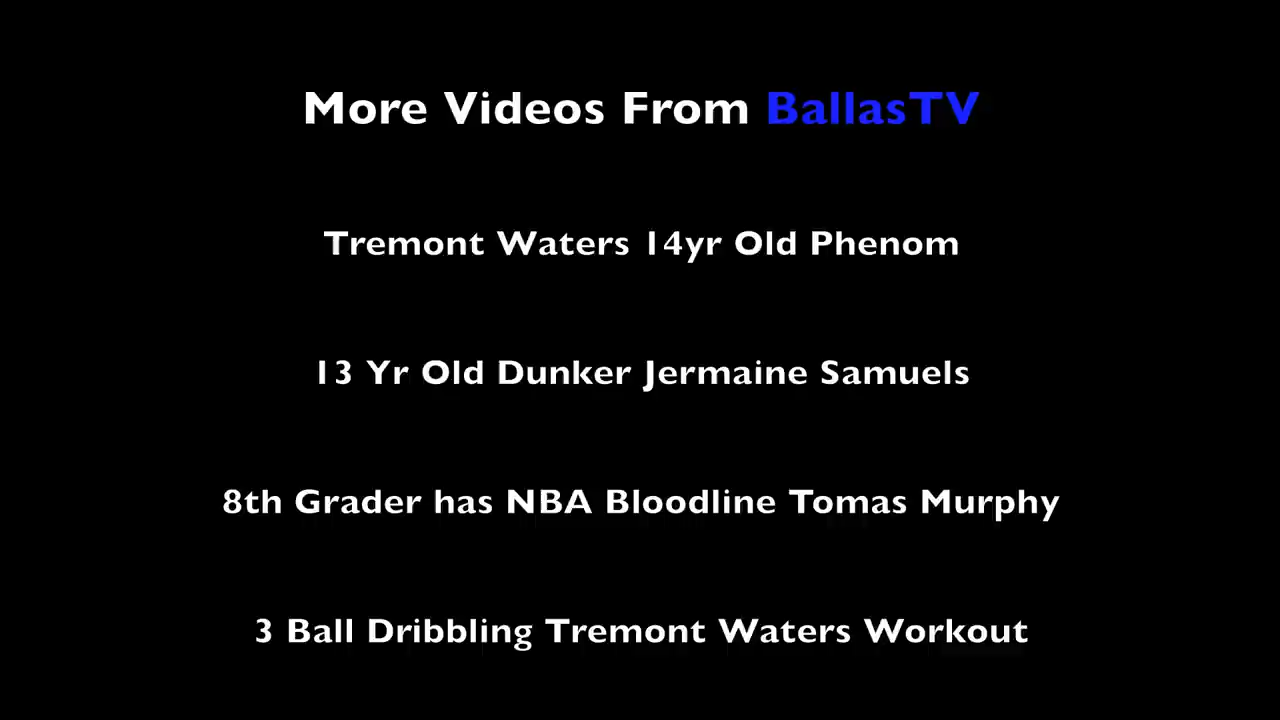 More Videos From BallasTV
Tremont Waters 14yr Old Phenom
13 Yr Old Dunker Jermaine Samuels
8th Grader has NBA Bloodline Tomas Murphy
3 Ball Dribbling Tremont Waters Workout